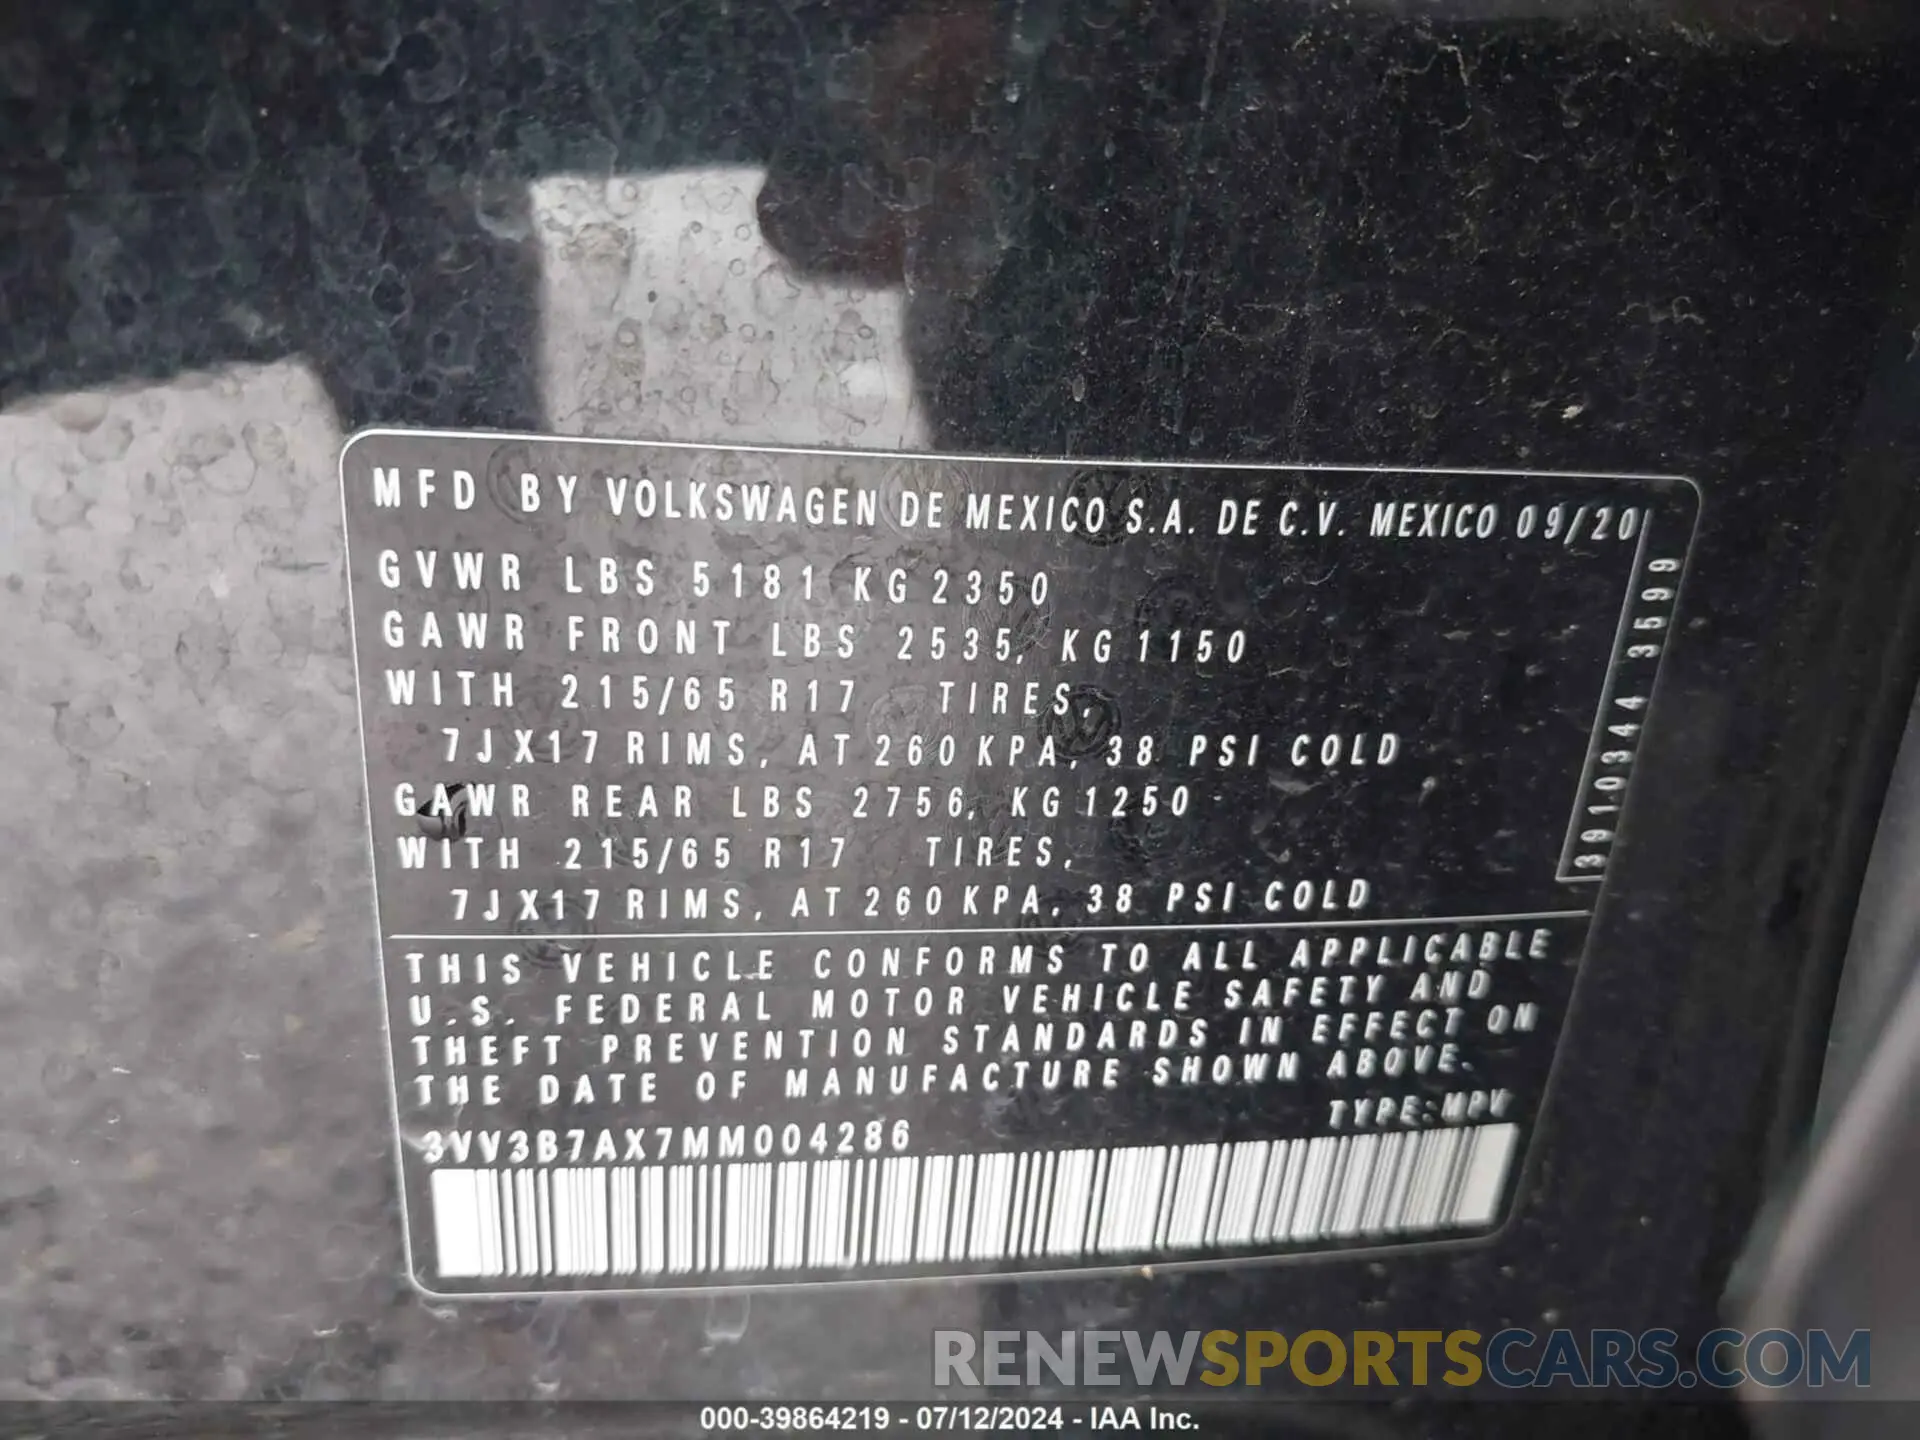 MFD BY VOLKSWAGEN DE MEXICO S.A. DE C.V. MEXICO 09/20
GVWR LBS 5181 KG 2350
GAWR FRONT LBS 2535, KG 1150
WITH 215/65 R17 TIRES,
7JX17 RIMS, AT 260 KPA, 38 PSI COLD
GAWR REAR LBS 2756, KG 1250
WITH 215/65 R17 TIRES,
7JX17 RIMS, AT 260 KPA, 38 PSI COLD
3910344 3599
THIS VEHICLE CONFORMS TO ALL APPLICABLE
U.S. FEDERAL MOTOR VEHICLE SAFETY AND
THEFT PREVENTION STANDARDS IN EFFECT ON
THE DATE OF MANUFACTURE SHOWN ABOVE.
TYPE:MPV
3VV3B7AX7MM004286
RENEWSPORTSCARS.COM
000-39864219 - 07/12/2024 - IAA Inc.